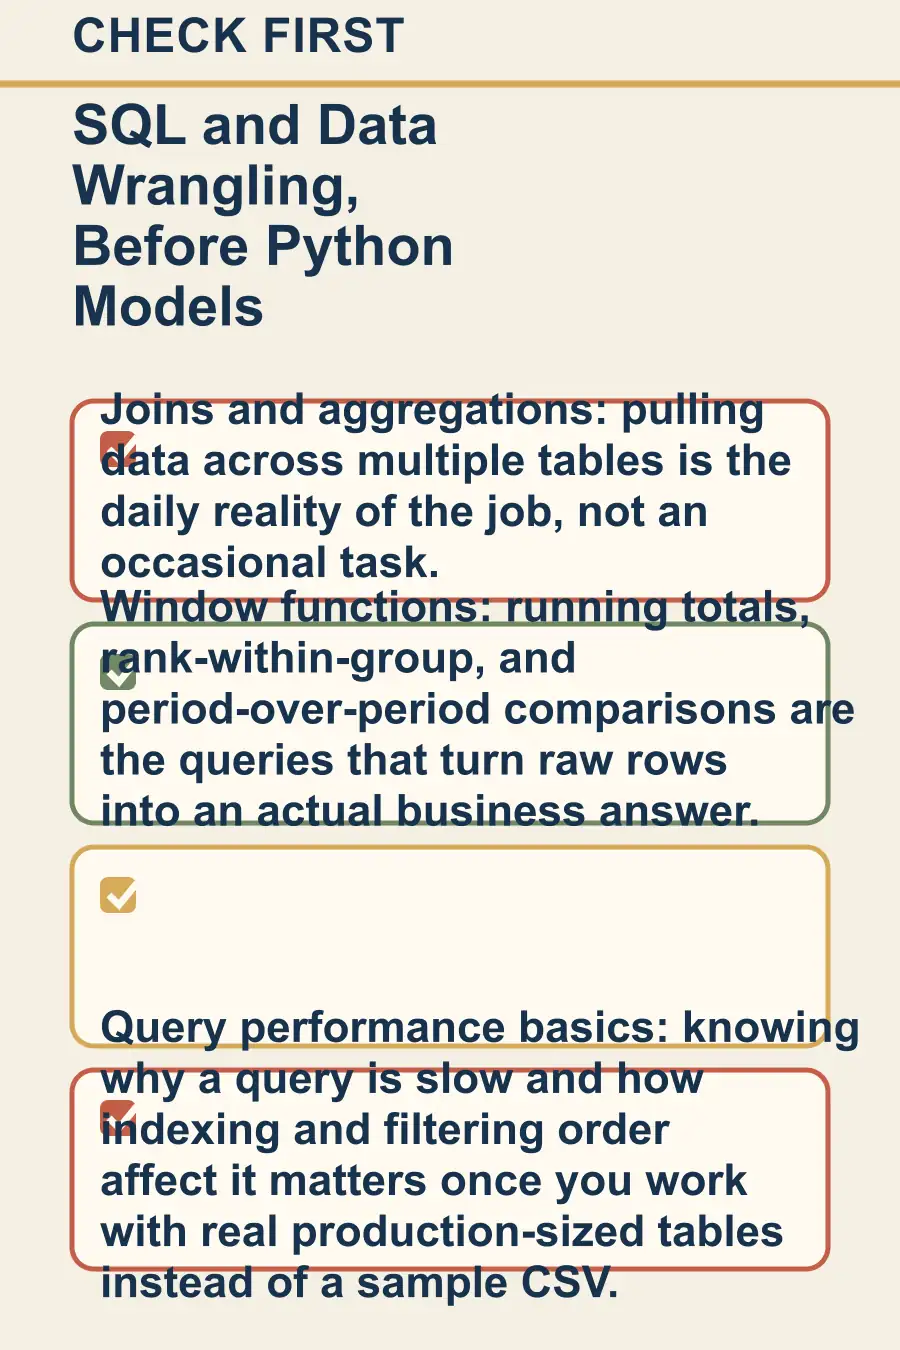 CHECK FIRST
SQL and Data
Wrangling,
Before Python
Models
Joins and aggregations: pulling
data across multiple tables is the
daily reality of the job, not an
occasional task.
Window functions: running totals,
rank-within-group, and
period-over-period comparisons are
the queries that turn raw rows
into an actual business answer.
Query performance basics: knowing
why a query is slow and how
indexing and filtering order
affect it matters once you work
with real production-sized tables
instead of a sample CSV.